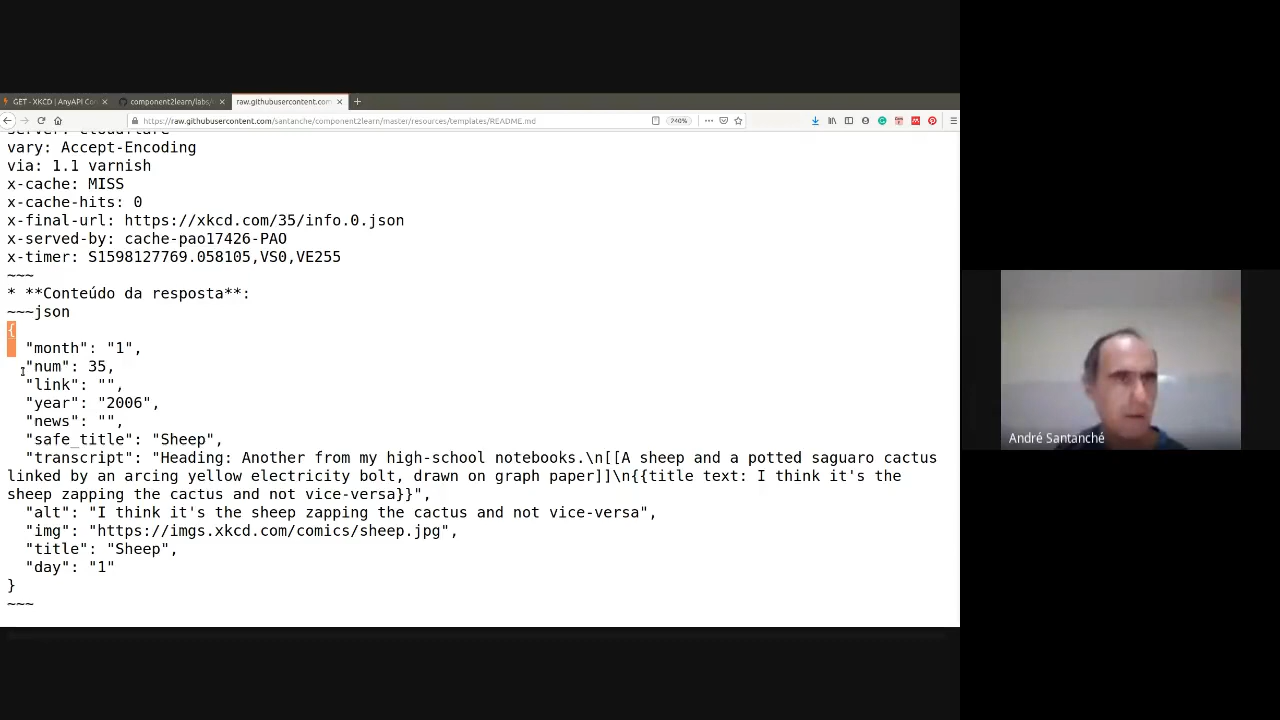 GET - XKCD | AnyAPI Co
component2learn/labs/
raw.githubusercontent.com
https://raw.githubusercontent.com/santanche/component2learn/master/resources/templates/README.md
240%
server: cloudflare
vary: Accept-Encoding
via: 1.1 varnish
x-cache: MISS
x-cache-hits: 0
x-final-url: https://xkcd.com/35/info.0.json
x-served-by: cache-pao17426-PAO
x-timer: S1598127769.058105,VS0,VE255
~~~
* **Conteúdo da resposta**:
~~~json
{
"month": "1",
"num": 35,
"link": "",
"year": "2006",
"news": "",
"safe_title": "Sheep",
"transcript": "Heading: Another from my high-school notebooks.\n[[A sheep and a potted saguaro cactus
linked by an arcing yellow electricity bolt, drawn on graph paper]]\n{{title text: I think it's the
sheep zapping the cactus and not vice-versa}}",
"alt": "I think it's the sheep zapping the cactus and not vice-versa",
"img": "https://imgs.xkcd.com/comics/sheep.jpg",
"title": "Sheep",
"day": "1"
}
~~~
André Santanchè